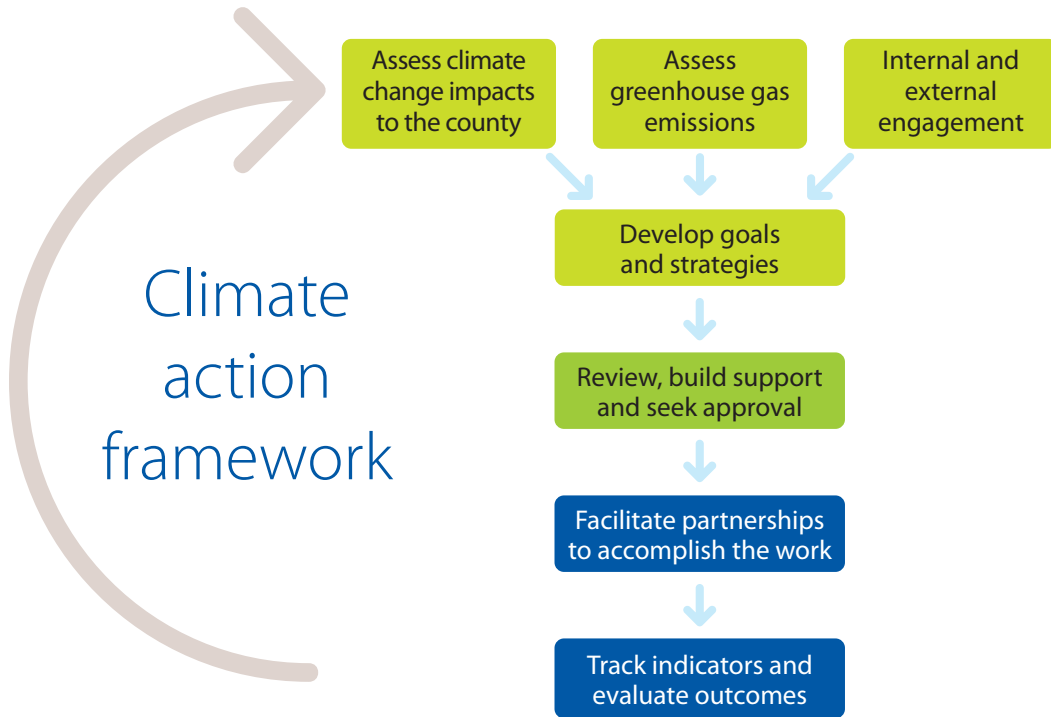 Assess climate
change impacts
to the county
Assess
greenhouse gas
emissions
Internal and
external
engagement
Develop goals
and strategies
Climate
action
framework
Review, build support
and seek approval
Facilitate partnerships
to accomplish the work
Track indicators and
evaluate outcomes